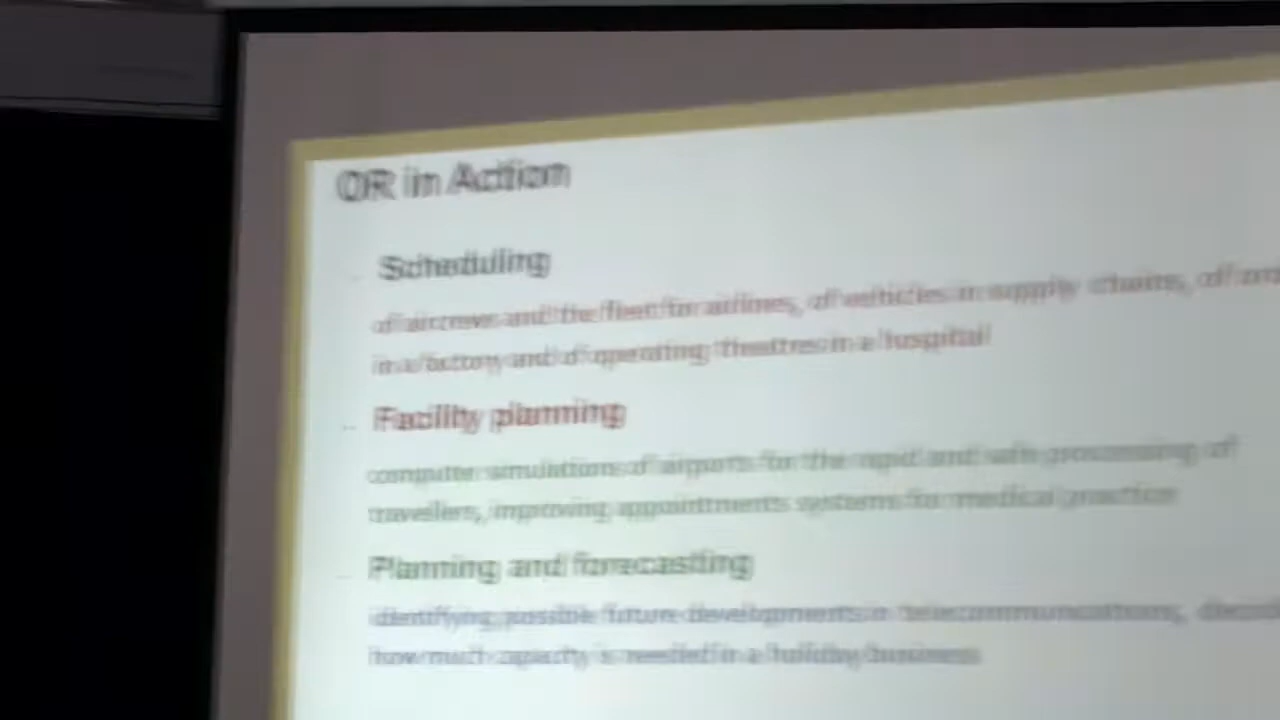 OR in Action
Scheduling
of aircrews and the fleet for airlines, of vehicles in supply chains, of
in a factory and of operating theatres in a hospital
Facility planning
computer simulations of airports for the rapid and safe processing of
travellers, improving appointments systems for medical practice
Planning and forecasting
identifying possible future developments in telecommunications,
how much capacity is needed in a holiday business